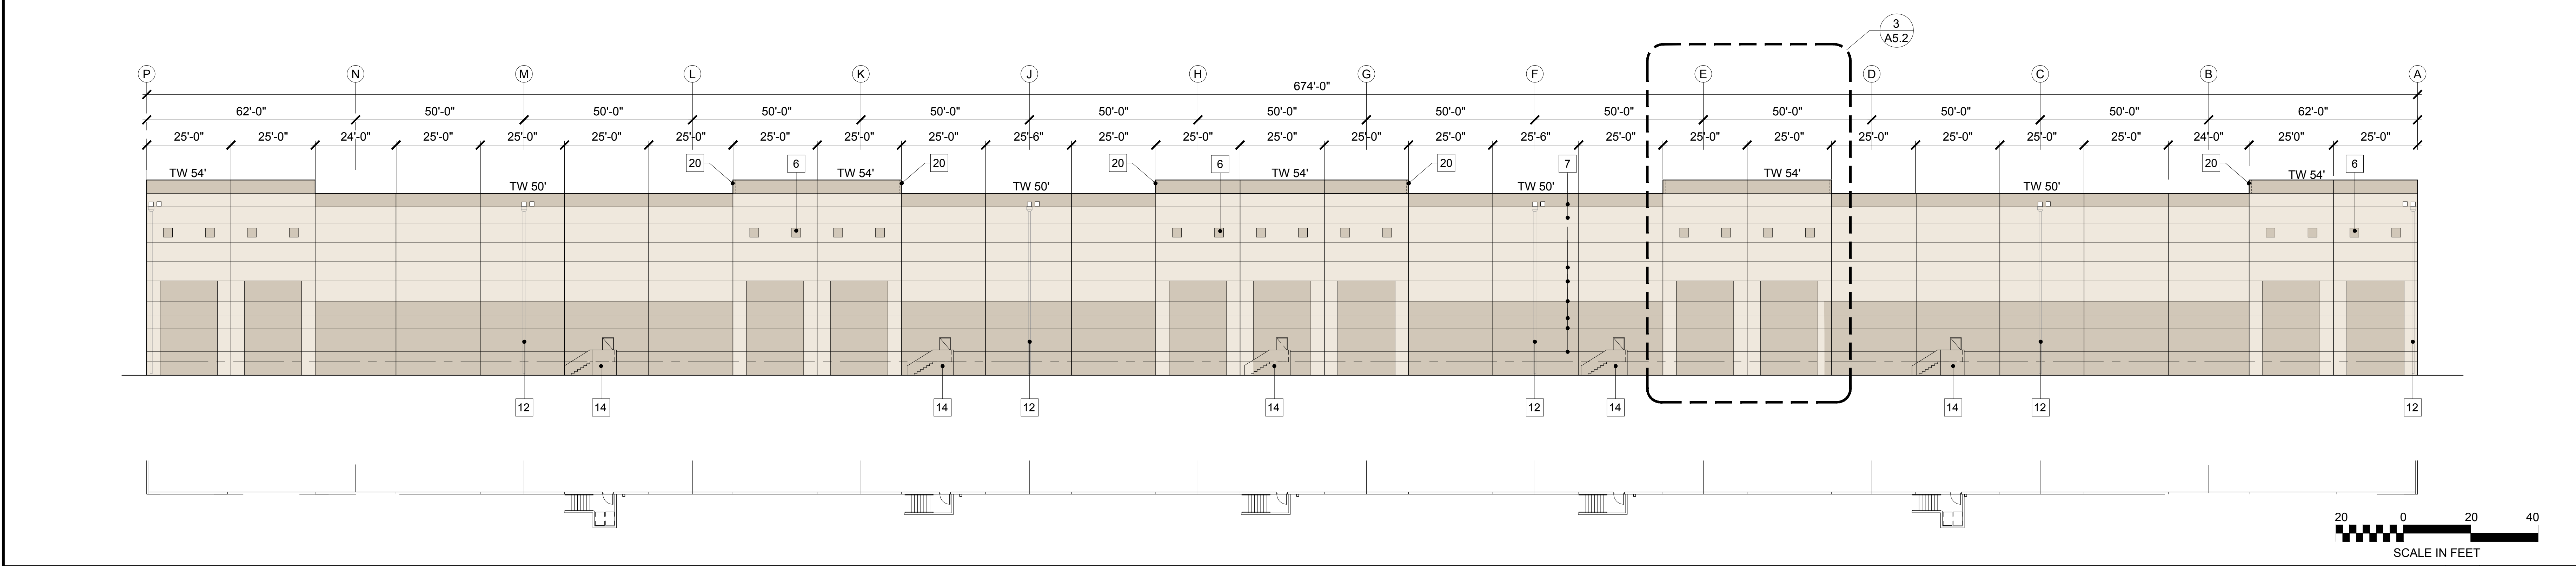 3
A5.2
P N M L K J H G F E D C B A
674'-0"
62'-0" 50'-0" 50'-0" 50'-0" 50'-0" 50'-0" 50'-0" 50'-0" 50'-0" 50'-0" 50'-0" 50'-0" 62'-0"
25'-0" 25'-0" 24'-0" 25'-0" 25'-0" 25'-0" 25'-0" 25'-0" 25'-0" 25'-0" 25'-6" 25'-0" 25'-0" 25'-0" 25'-0" 25'-0" 25'-6" 25'-0" 25'-0" 25'-0" 25'-0" 25'-0" 25'-0" 25'-0" 24'-0" 25'0" 25'-0"
20 6 20 20 6 20 7 20 6
TW 54' TW 54' TW 54' TW 54' TW 54'
TW 50' TW 50' TW 50' TW 50'
12 14 14 12 14 12 14 14 12 12
20 0 20 40
SCALE IN FEET